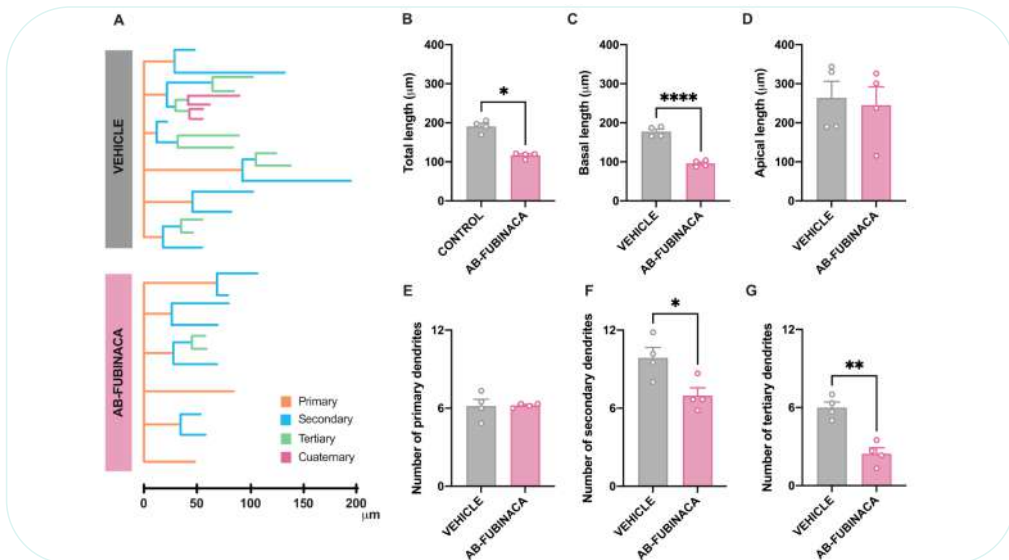 A
VEHICLE
AB-FUBINACA
Primary
Secondary
Tertiary
Cuaternary
0 50 100 150 200
μm
B
Total length (μm)
400
300
200
100
0
*
CONTROL
AB-FUBINACA
C
Basal length (μm)
400
300
200
100
0
****
VEHICLE
AB-FUBINACA
D
Apical length (μm)
400
300
200
100
0
VEHICLE
AB-FUBINACA
E
Number of primary dendrites
12
6
0
VEHICLE
AB-FUBINACA
F
Number of secondary dendrites
12
6
0
*
VEHICLE
AB-FUBINACA
G
Number of tertiary dendrites
12
6
0
**
VEHICLE
AB-FUBINACA